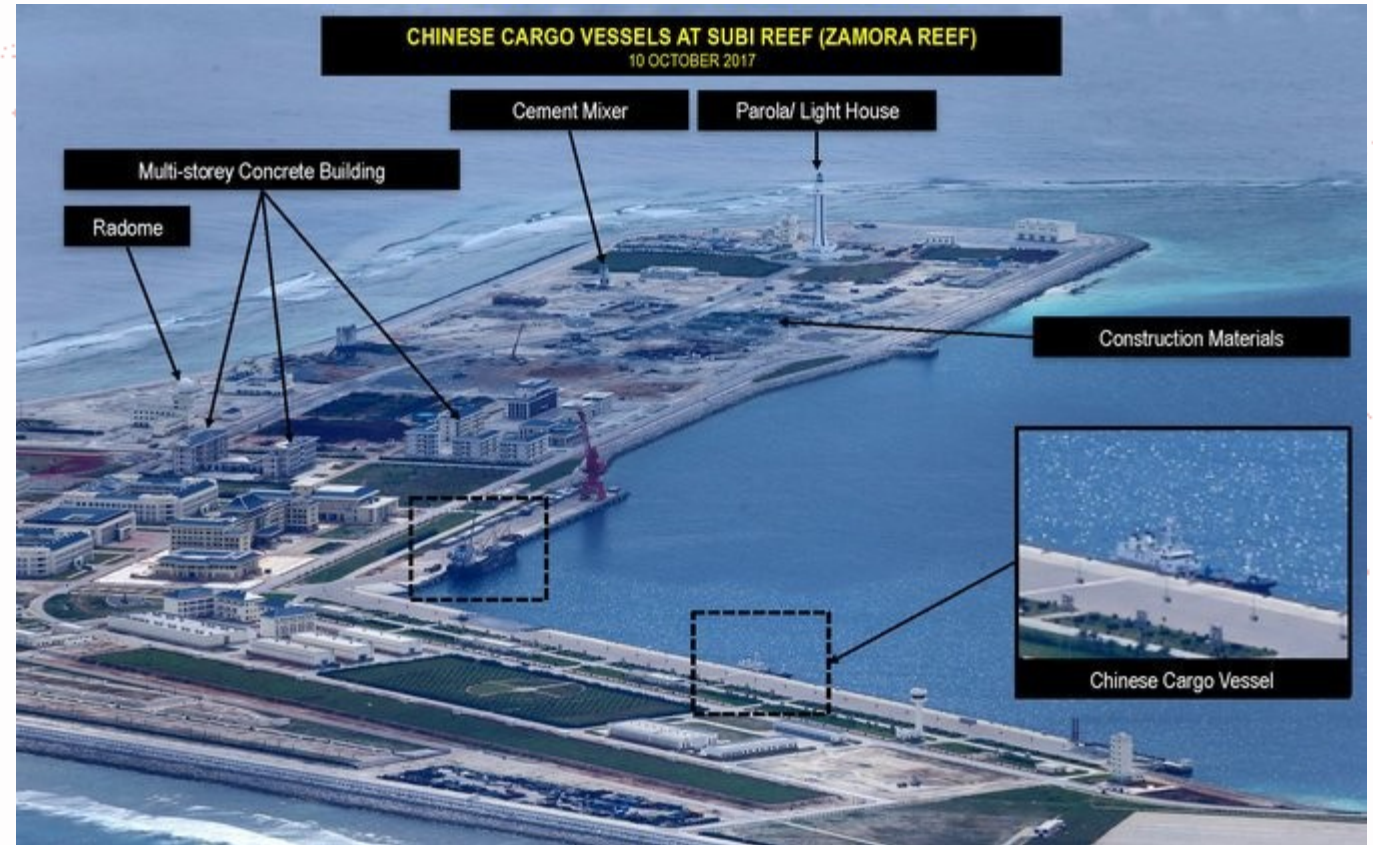 CHINESE CARGO VESSELS AT SUBI REEF (ZAMORA REEF)
10 OCTOBER 2017
Cement Mixer
Parola/ Light House
Multi-storey Concrete Building
Radome
Construction Materials
Chinese Cargo Vessel